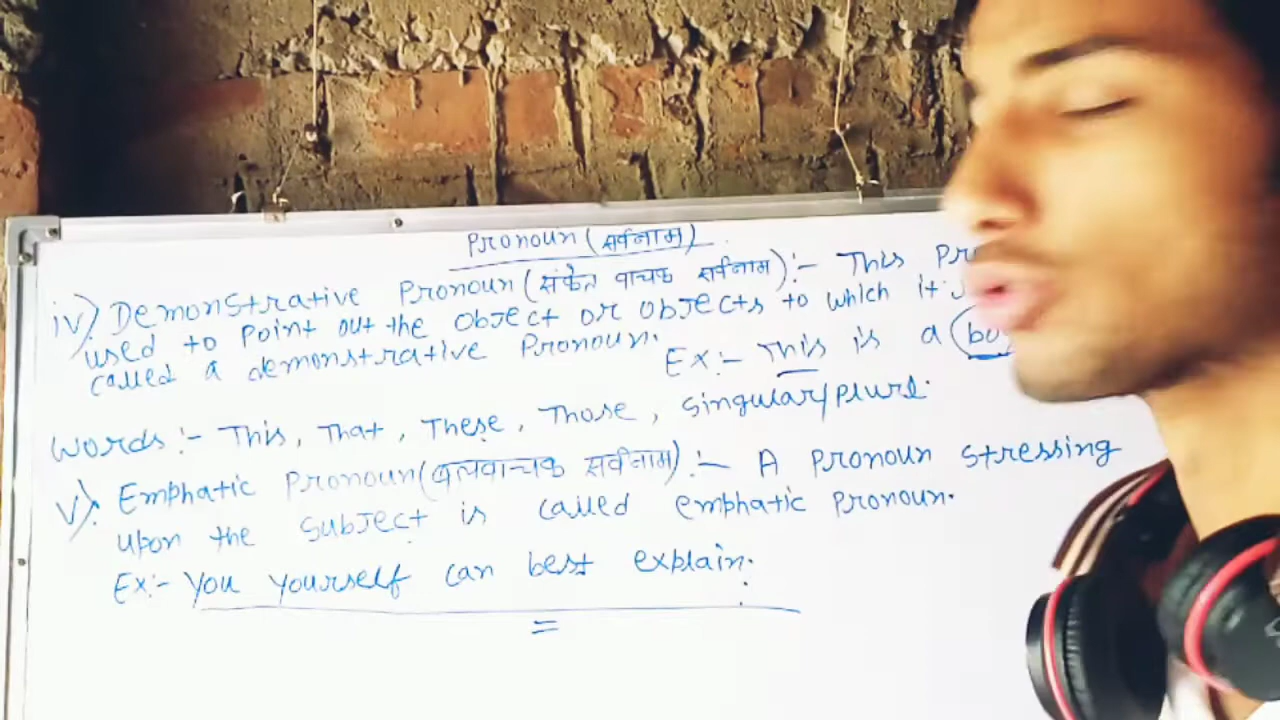 Pronoun (सर्वनाम)
iv) Demonstrative Pronoun (संकेत वाचक सर्वनाम) :- This
used to point out the object or objects to which it
called a demonstrative Pronoun. Ex:- This is a
words :- This, That, These, Those, singular/plurl.
v). Emphatic Pronoun (बलवाचक सर्वनाम) :- A pronoun stressing
upon the subject is called emphatic pronoun.
Ex:- You yourself can best explain.